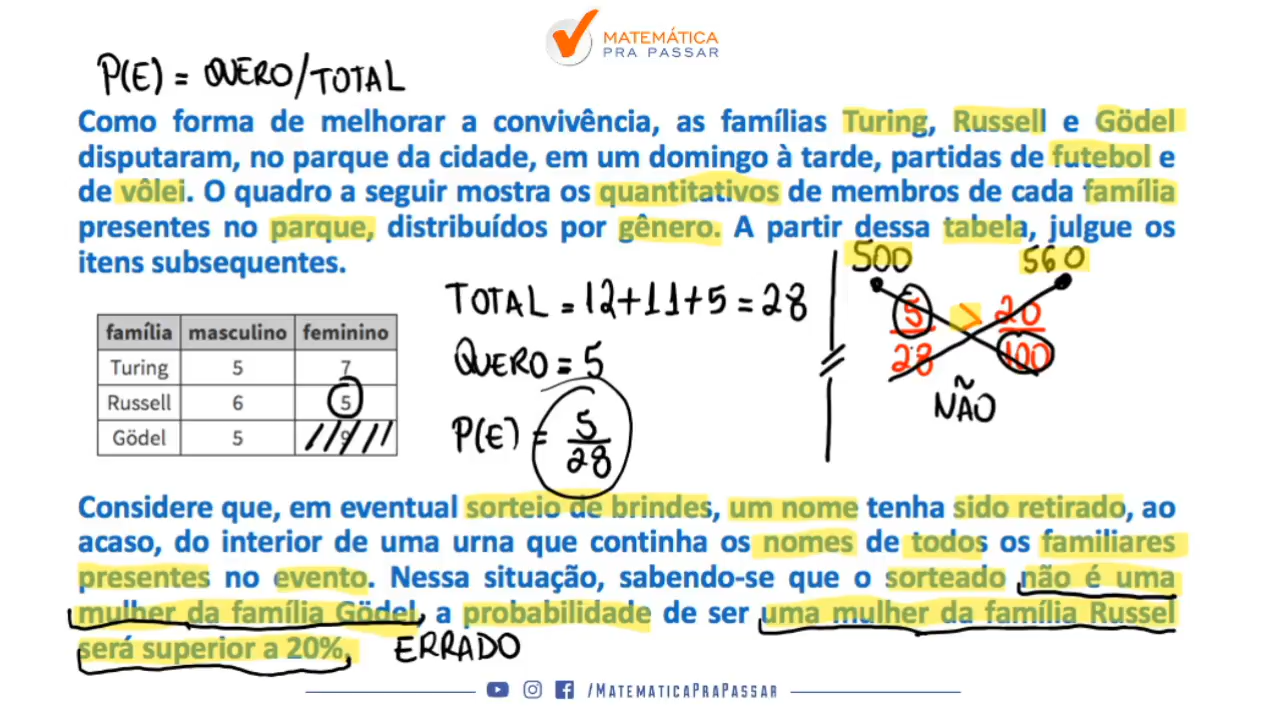 MATEMÁTICA
PRA PASSAR
P(E) = QUERO/TOTAL
Como forma de melhorar a convivência, as famílias Turing, Russell e Gödel
disputaram, no parque da cidade, em um domingo à tarde, partidas de futebol e
de vôlei. O quadro a seguir mostra os quantitativos de membros de cada família
presentes no parque, distribuídos por gênero. A partir dessa tabela, julgue os
itens subsequentes.
família masculino feminino
Turing 5 7
Russell 6 5
Gödel 5 9
TOTAL = 12+11+5 = 28
QUERO = 5
P(E) = 5/28
500 560
5/28 > 20/100
NÃO
Considere que, em eventual sorteio de brindes, um nome tenha sido retirado, ao
acaso, do interior de uma urna que continha os nomes de todos os familiares
presentes no evento. Nessa situação, sabendo-se que o sorteado não é uma
mulher da família Gödel, a probabilidade de ser uma mulher da família Russel
será superior a 20%. ERRADO
/MATEMATICAPRAPASSAR